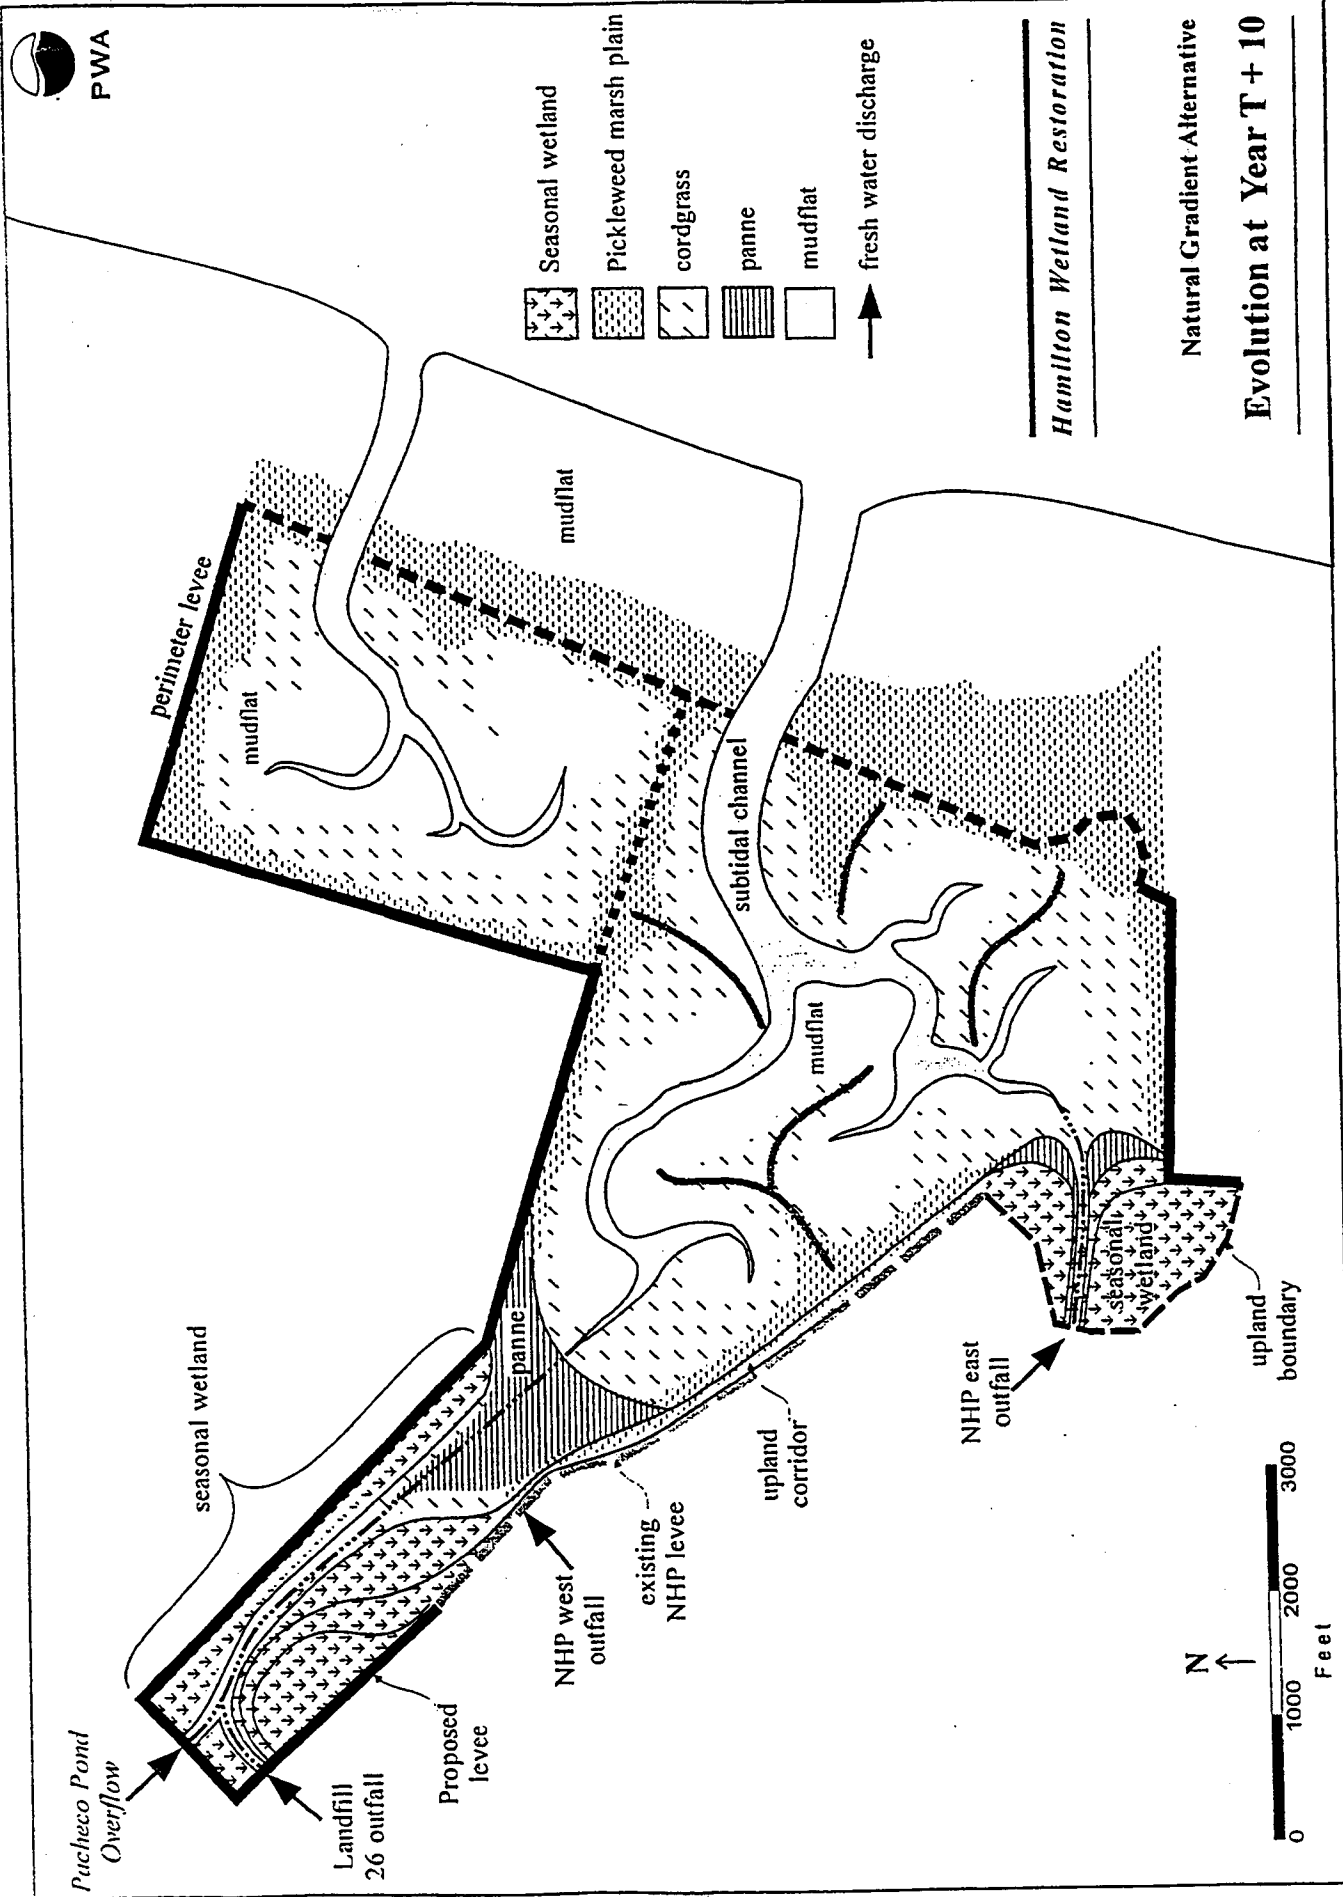 PWA
Pacheco Pond
Overflow
Landfill
26 outfall
Proposed
levee
seasonal wetland
NHP west
outfall
existing
NHP levee
panne
upland
corridor
NHP east
outfall
seasonal
wetland
upland
boundary
perimeter levee
mudflat
mudflat
subtidal channel
mudflat
Seasonal wetland
Pickleweed marsh plain
cordgrass
panne
mudflat
fresh water discharge
N
0
1000
2000
3000
Feet
Hamilton Wetland Restoration
Natural Gradient Alternative
Evolution at Year T + 10